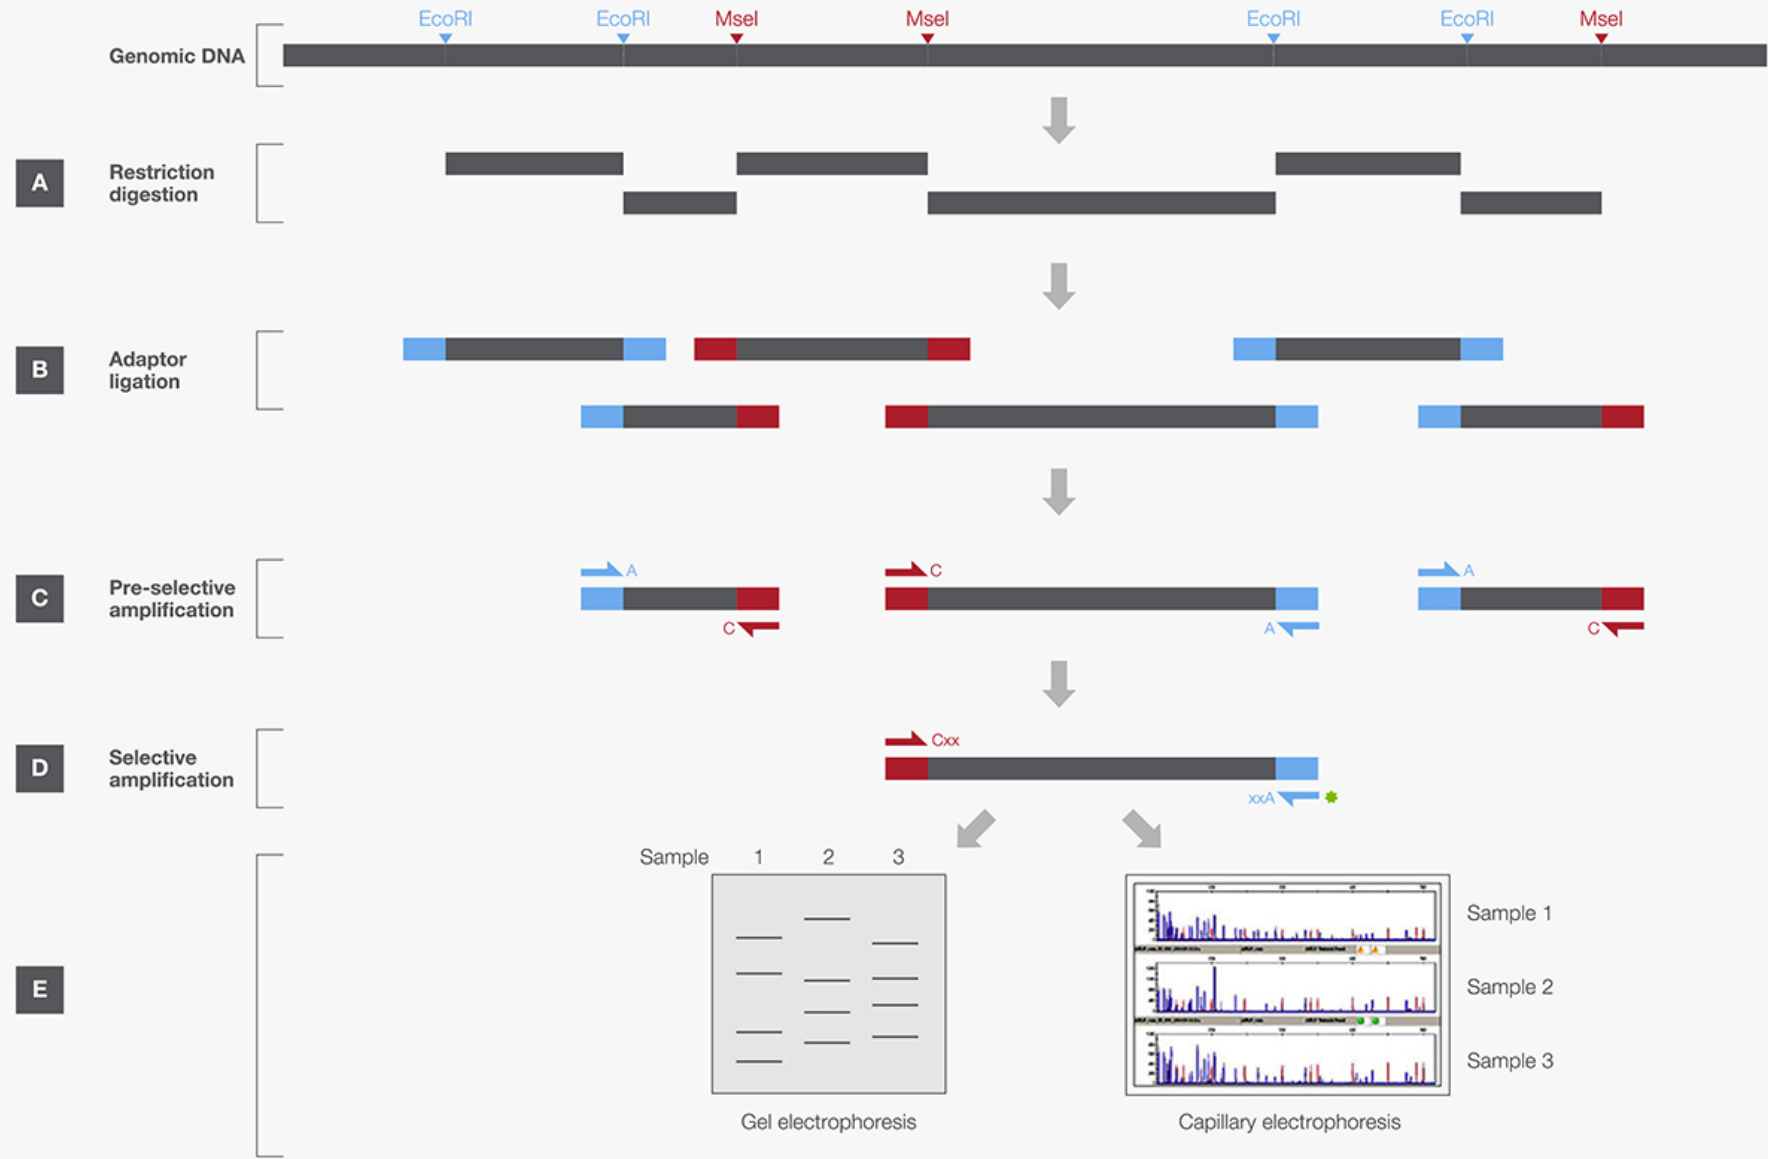 EcoRI EcoRI MseI MseI EcoRI EcoRI MseI
Genomic DNA
A
Restriction
digestion
B
Adaptor
ligation
C
Pre-selective
amplification
A C A
C A C
D
Selective
amplification
Cxx
xxA
E
Sample 1 2 3
Sample 1
Sample 2
Sample 3
Gel electrophoresis
Capillary electrophoresis